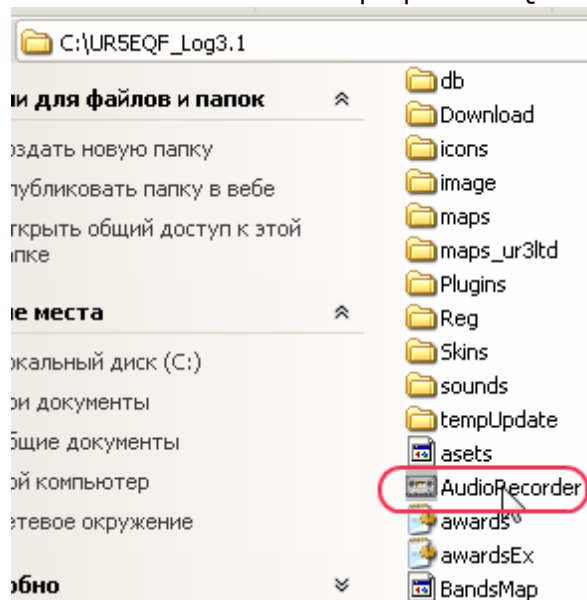 C:\UR5EQF_Log3.1
и для файлов и папок
оздать новую папку
публиковать папку в вебе
ткрыть общий доступ к этой
апке
е места
окальный диск (C:)
ои документы
бщие документы
ой компьютер
етевое окружение
обно
db
Download
icons
image
maps
maps_ur3ltd
Plugins
Reg
Skins
sounds
tempUpdate
asets
AudioRecorder
awards
awardsEx
BandsMap